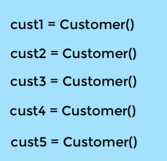 cust1 = Customer()
cust2 = Customer()
cust3 = Customer()
cust4 = Customer()
cust5 = Customer()